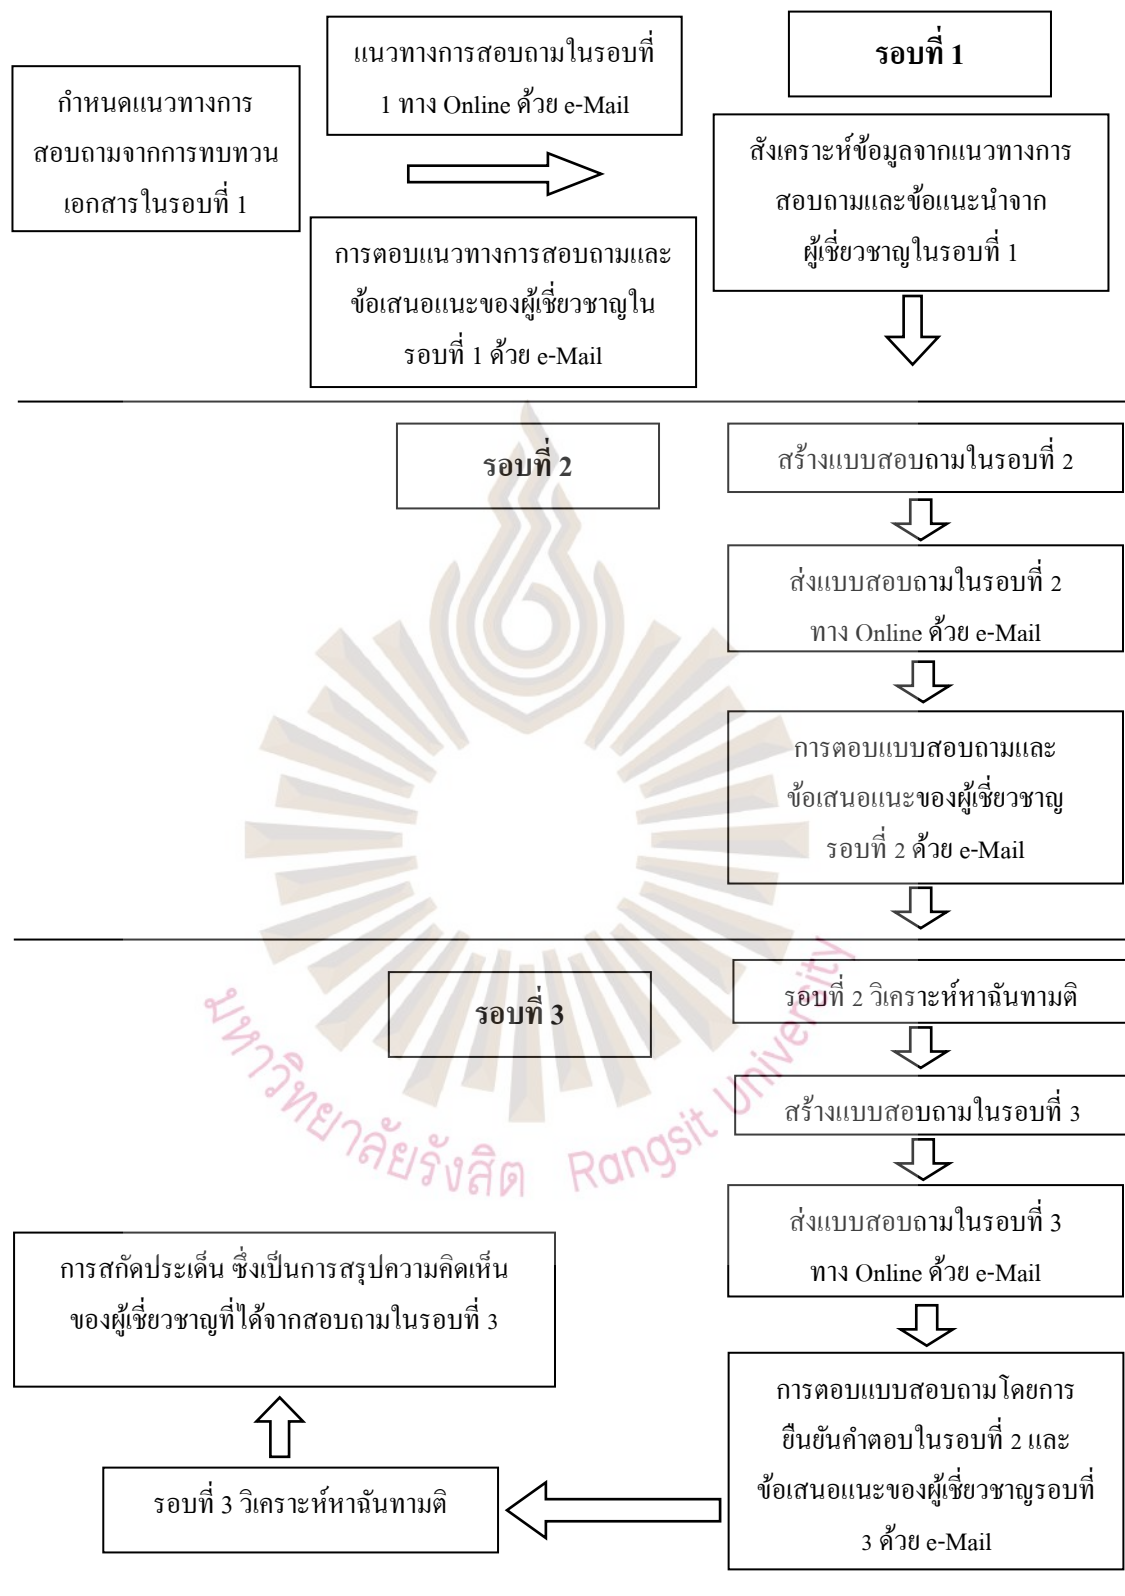 รอบที่ 1
กำหนดแนวทางการ
สอบถามจากการทบทวน
เอกสารในรอบที่ 1
แนวทางการสอบถามในรอบที่
1 ทาง Online ด้วย e-Mail
การตอบแนวทางการสอบถามและ
ข้อเสนอแนะของผู้เชี่ยวชาญใน
รอบที่ 1 ด้วย e-Mail
สังเคราะห์ข้อมูลจากแนวทางการ
สอบถามและข้อแนะนำจาก
ผู้เชี่ยวชาญในรอบที่ 1
รอบที่ 2
สร้างแบบสอบถามในรอบที่ 2
ส่งแบบสอบถามในรอบที่ 2
ทาง Online ด้วย e-Mail
การตอบแบบสอบถามและ
ข้อเสนอแนะของผู้เชี่ยวชาญ
รอบที่ 2 ด้วย e-Mail
รอบที่ 3
รอบที่ 2 วิเคราะห์หาฉันทามติ
สร้างแบบสอบถามในรอบที่ 3
ส่งแบบสอบถามในรอบที่ 3
ทาง Online ด้วย e-Mail
การตอบแบบสอบถามโดยการ
ยืนยันคำตอบในรอบที่ 2 และ
ข้อเสนอแนะของผู้เชี่ยวชาญรอบที่
3 ด้วย e-Mail
รอบที่ 3 วิเคราะห์หาฉันทามติ
การสกัดประเด็น ซึ่งเป็นการสรุปความคิดเห็น
ของผู้เชี่ยวชาญที่ได้จากสอบถามในรอบที่ 3
มหาวิทยาลัยรังสิต Rangsit University